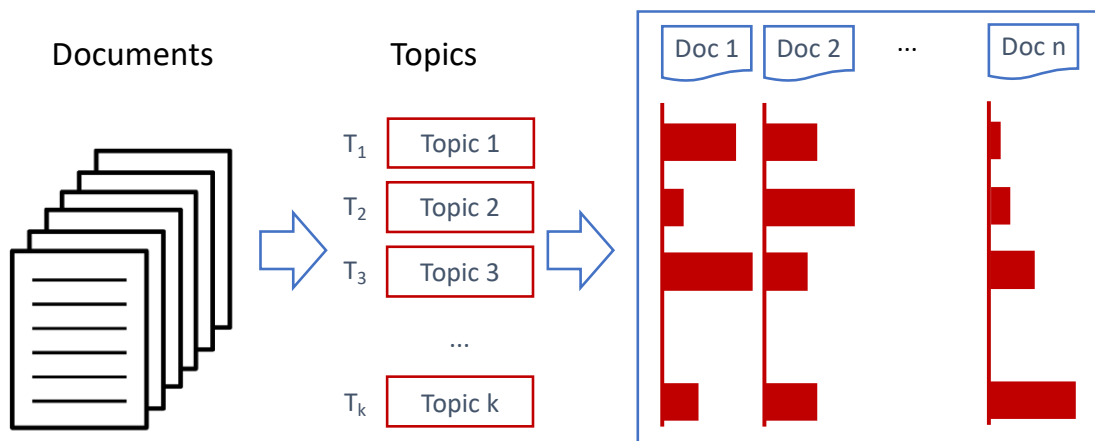 Documents
Topics
Doc 1
Doc 2
...
Doc n
T1
Topic 1
T2
Topic 2
T3
Topic 3
...
Tk
Topic k